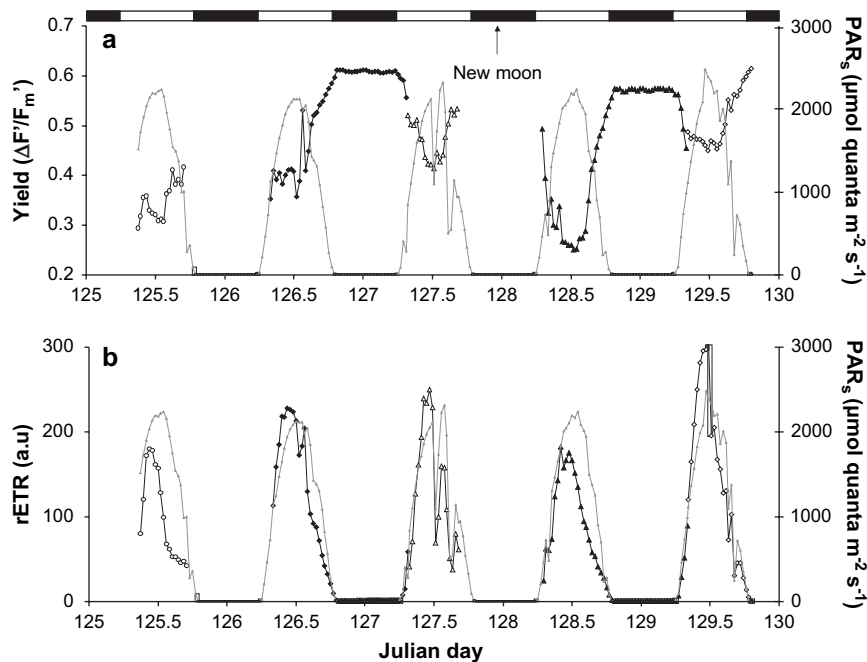 a
New moon
Yield (ΔF'/Fm')
0.7
0.6
0.5
0.4
0.3
0.2
3000
2000
1000
0
PARs (µmol quanta m-2 s-1)
125 125.5 126 126.5 127 127.5 128 128.5 129 129.5 130
b
rETR (a.u)
300
200
100
0
3000
2000
1000
0
PARs (µmol quanta m-2 s-1)
125 125.5 126 126.5 127 127.5 128 128.5 129 129.5 130
Julian day